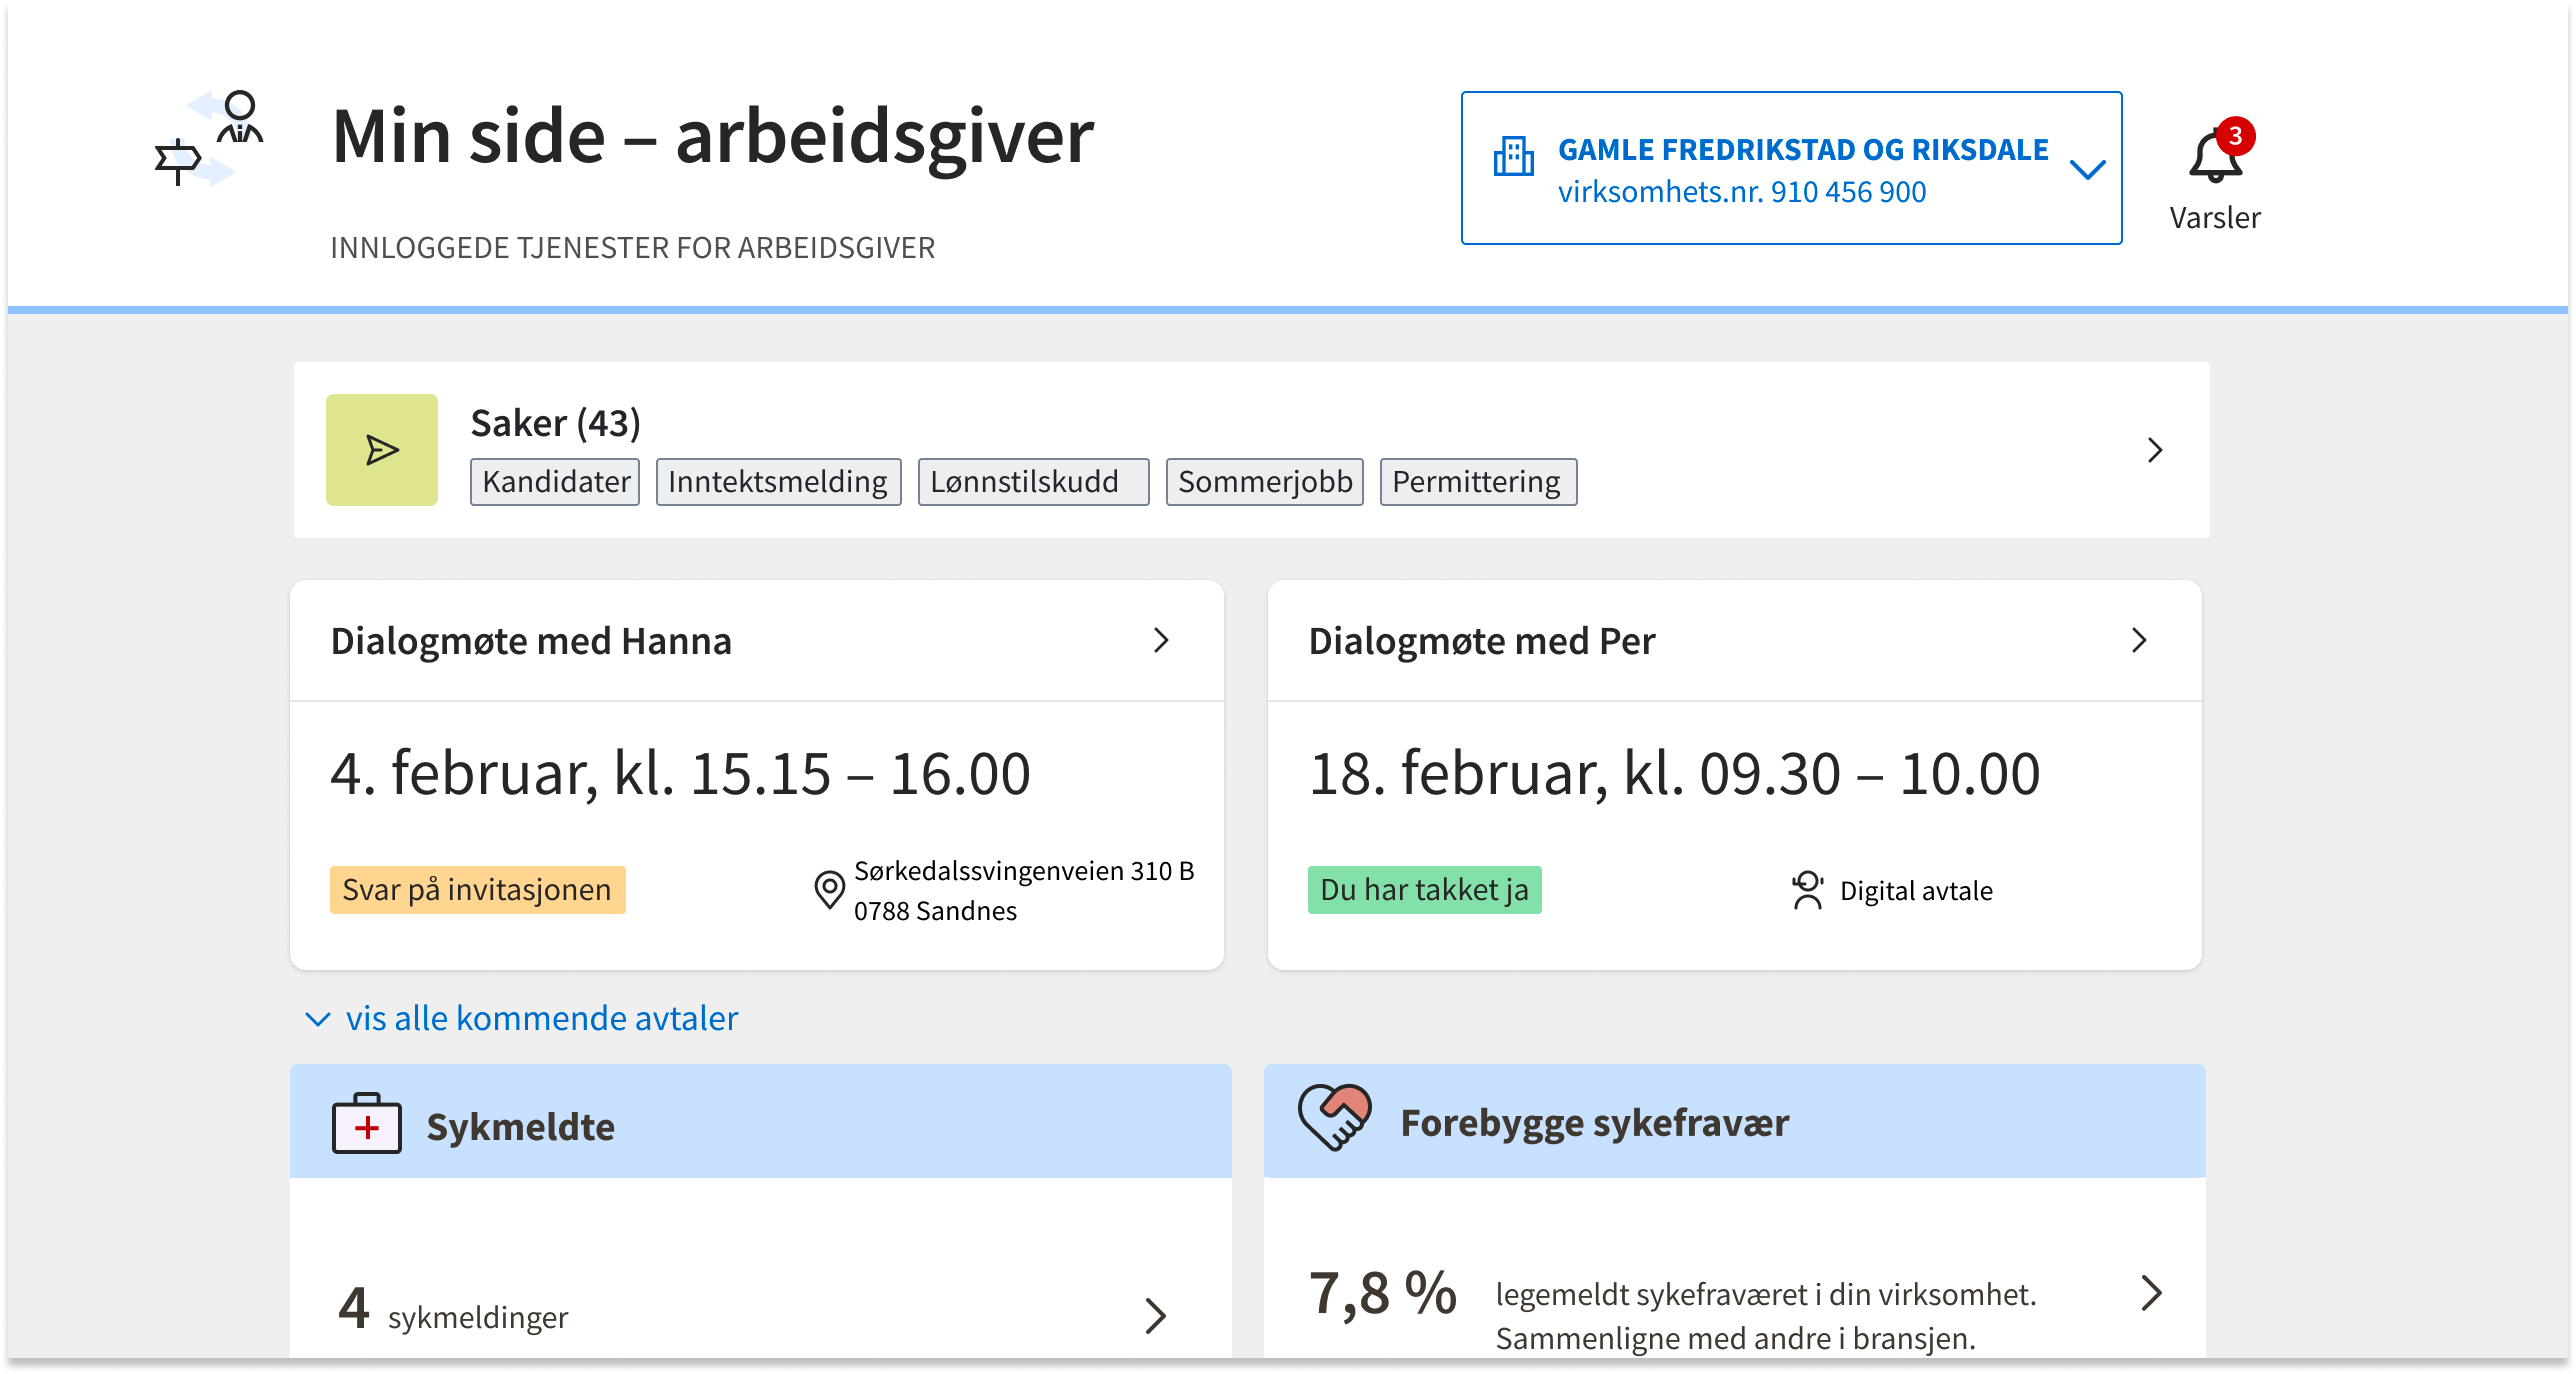 Min side – arbeidsgiver
INNLOGGEDE TJENESTER FOR ARBEIDSGIVER
GAMLE FREDRIKSTAD OG RIKSDALE
virksomhets.nr. 910 456 900
3
Varsler
Saker (43)
Kandidater Inntektsmelding Lønnstilskudd Sommerjobb Permittering
Dialogmøte med Hanna
4. februar, kl. 15.15 – 16.00
Svar på invitasjonen
Sørkedalssvingenveien 310 B
0788 Sandnes
Dialogmøte med Per
18. februar, kl. 09.30 – 10.00
Du har takket ja
Digital avtale
vis alle kommende avtaler
Sykmeldte
4 sykmeldinger
Forebygge sykefravær
7,8 % legemeldt sykefraværet i din virksomhet.
Sammenligne med andre i bransjen.